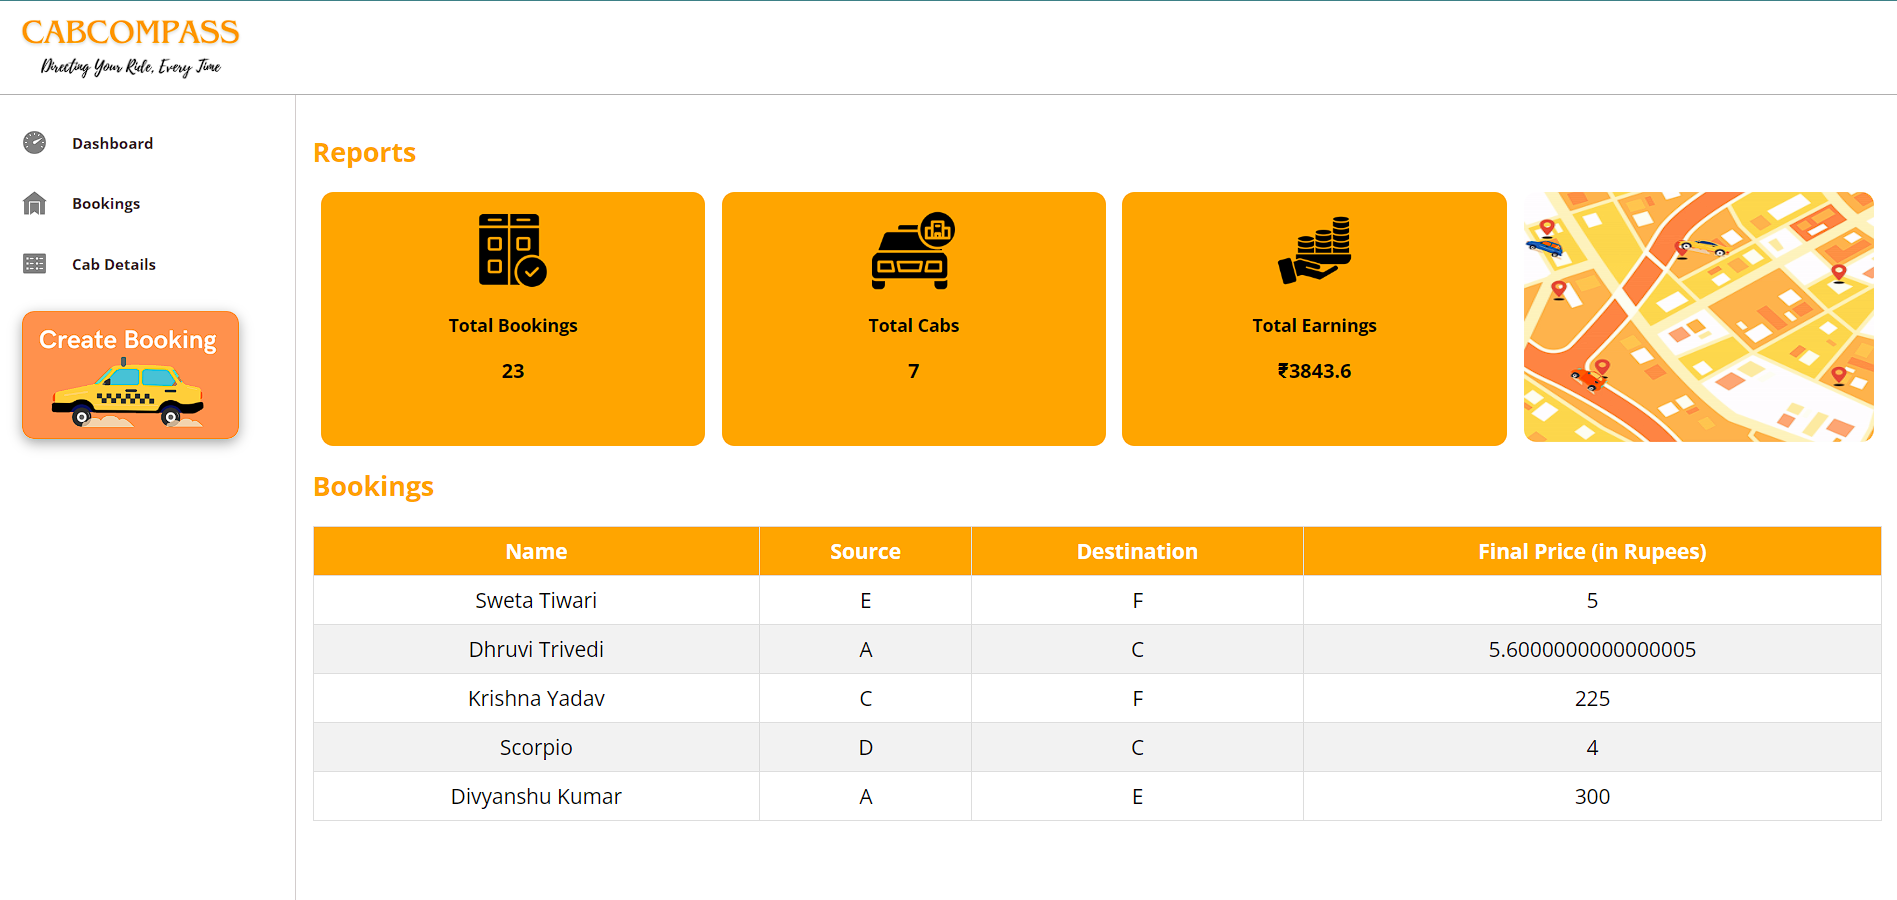 CABCOMPASS
Directing Your Ride, Every Time
Dashboard
Bookings
Cab Details
Create Booking
Reports
Total Bookings
23
Total Cabs
7
Total Earnings
₹3843.6
Bookings
Name Source Destination Final Price (in Rupees)
Sweta Tiwari E F 5
Dhruvi Trivedi A C 5.6000000000000005
Krishna Yadav C F 225
Scorpio D C 4
Divyanshu Kumar A E 300